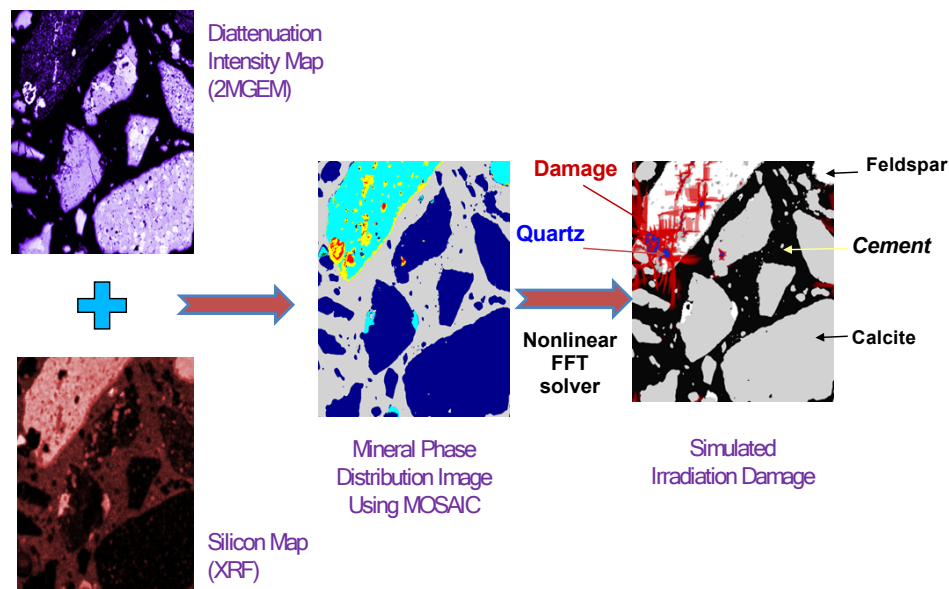 Diattenuation
Intensity Map
(2MGEM)
Silicon Map
(XRF)
Mineral Phase
Distribution Image
Using MOSAIC
Nonlinear
FFT
solver
Damage
Quartz
Feldspar
Cement
Calcite
Simulated
Irradiation Damage